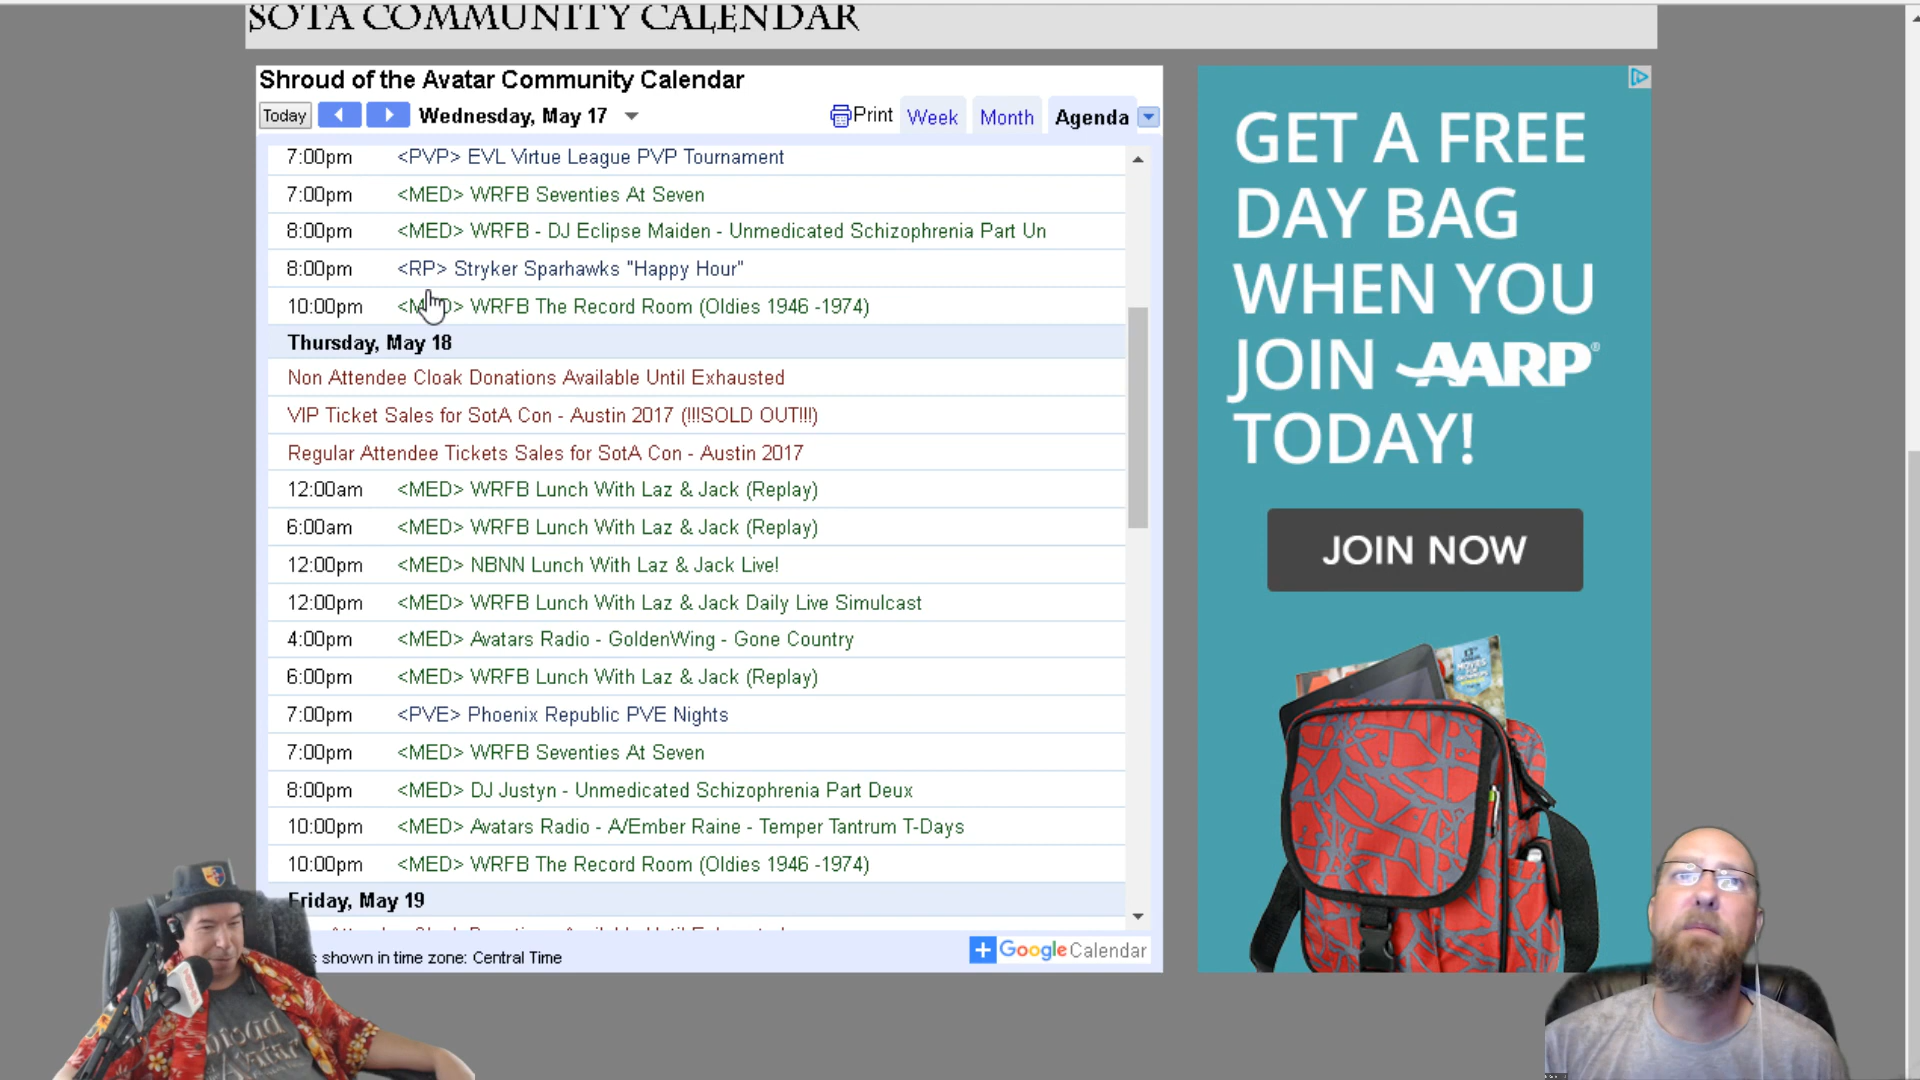 SOTA COMMUNITY CALENDAR
Shroud of the Avatar Community Calendar
Today
Wednesday, May 17
Print
Week
Month
Agenda
7:00pm <PVP> EVL Virtue League PVP Tournament
7:00pm <MED> WRFB Seventies At Seven
8:00pm <MED> WRFB - DJ Eclipse Maiden - Unmedicated Schizophrenia Part Un
8:00pm <RP> Stryker Sparhawks "Happy Hour"
10:00pm <MED> WRFB The Record Room (Oldies 1946 -1974)
Thursday, May 18
Non Attendee Cloak Donations Available Until Exhausted
VIP Ticket Sales for SotA Con - Austin 2017 (!!!SOLD OUT!!!)
Regular Attendee Tickets Sales for SotA Con - Austin 2017
12:00am <MED> WRFB Lunch With Laz & Jack (Replay)
6:00am <MED> WRFB Lunch With Laz & Jack (Replay)
12:00pm <MED> NBNN Lunch With Laz & Jack Live!
12:00pm <MED> WRFB Lunch With Laz & Jack Daily Live Simulcast
4:00pm <MED> Avatars Radio - GoldenWing - Gone Country
6:00pm <MED> WRFB Lunch With Laz & Jack (Replay)
7:00pm <PVE> Phoenix Republic PVE Nights
7:00pm <MED> WRFB Seventies At Seven
8:00pm <MED> DJ Justyn - Unmedicated Schizophrenia Part Deux
10:00pm <MED> Avatars Radio - A/Ember Raine - Temper Tantrum T-Days
10:00pm <MED> WRFB The Record Room (Oldies 1946 -1974)
Friday, May 19
shown in time zone: Central Time
Google Calendar
GET A FREE
DAY BAG
WHEN YOU
JOIN AARP®
TODAY!
JOIN NOW